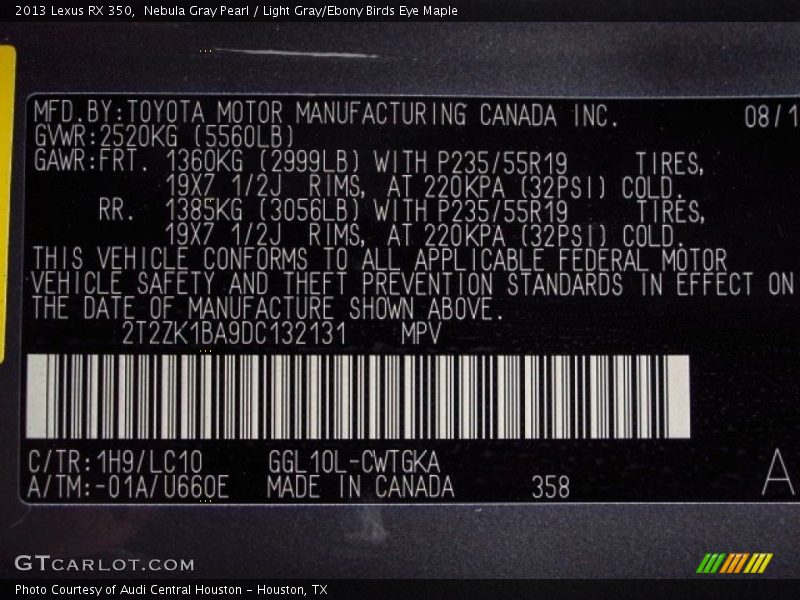 2013 Lexus RX 350, Nebula Gray Pearl / Light Gray/Ebony Birds Eye Maple
MFD.BY:TOYOTA MOTOR MANUFACTURING CANADA INC. 08/1
GVWR:2520KG (5560LB)
GAWR:FRT. 1360KG (2999LB) WITH P235/55R19 TIRES,
19X7 1/2J RIMS, AT 220KPA (32PSI) COLD.
RR. 1385KG (3056LB) WITH P235/55R19 TIRES,
19X7 1/2J RIMS, AT 220KPA (32PSI) COLD.
THIS VEHICLE CONFORMS TO ALL APPLICABLE FEDERAL MOTOR
VEHICLE SAFETY AND THEFT PREVENTION STANDARDS IN EFFECT ON
THE DATE OF MANUFACTURE SHOWN ABOVE.
2T2ZK1BA9DC132131 MPV
C/TR:1H9/LC10 GGL10L-CWTGKA
A/TM:-01A/U660E MADE IN CANADA 358 A
GTCARLOT.COM
Photo Courtesy of Audi Central Houston - Houston, TX